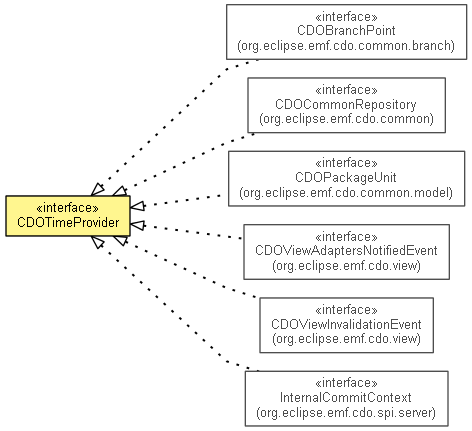 «interface»
CDOBranchPoint
(org.eclipse.emf.cdo.common.branch)
«interface»
CDOCommonRepository
(org.eclipse.emf.cdo.common)
«interface»
CDOPackageUnit
(org.eclipse.emf.cdo.common.model)
«interface»
CDOTimeProvider
«interface»
CDOViewAdaptersNotifiedEvent
(org.eclipse.emf.cdo.view)
«interface»
CDOViewInvalidationEvent
(org.eclipse.emf.cdo.view)
«interface»
InternalCommitContext
(org.eclipse.emf.cdo.spi.server)